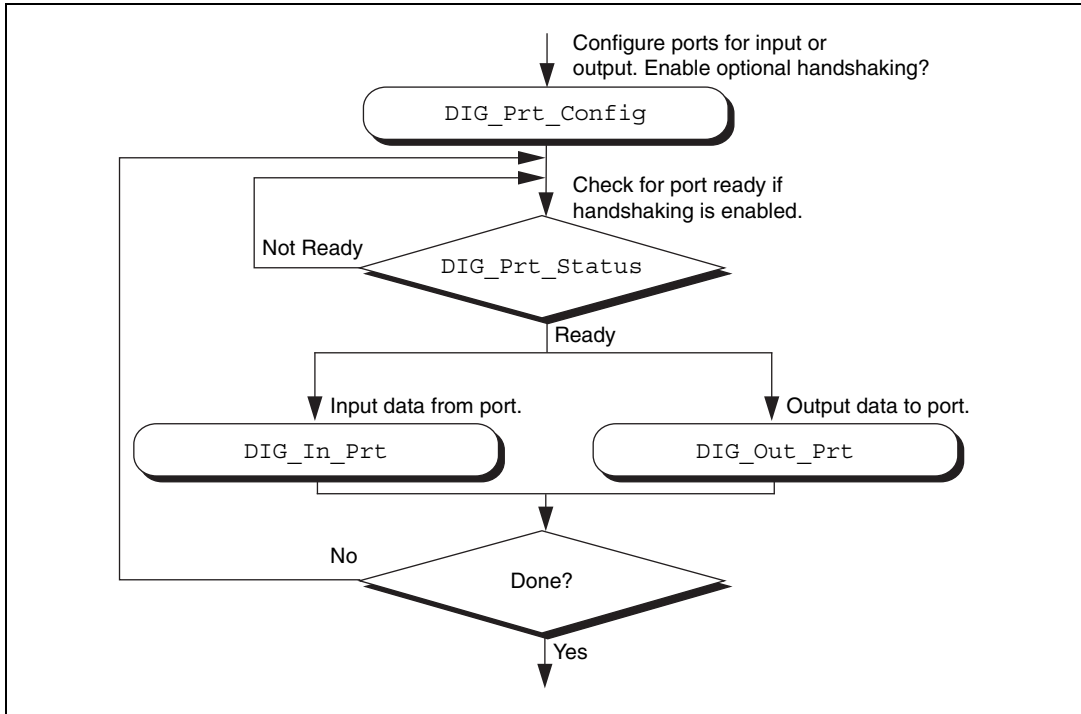 Configure ports for input or
output. Enable optional handshaking?
DIG_Prt_Config
Check for port ready if
handshaking is enabled.
Not Ready
DIG_Prt_Status
Ready
Input data from port.
Output data to port.
DIG_In_Prt
DIG_Out_Prt
No
Done?
Yes